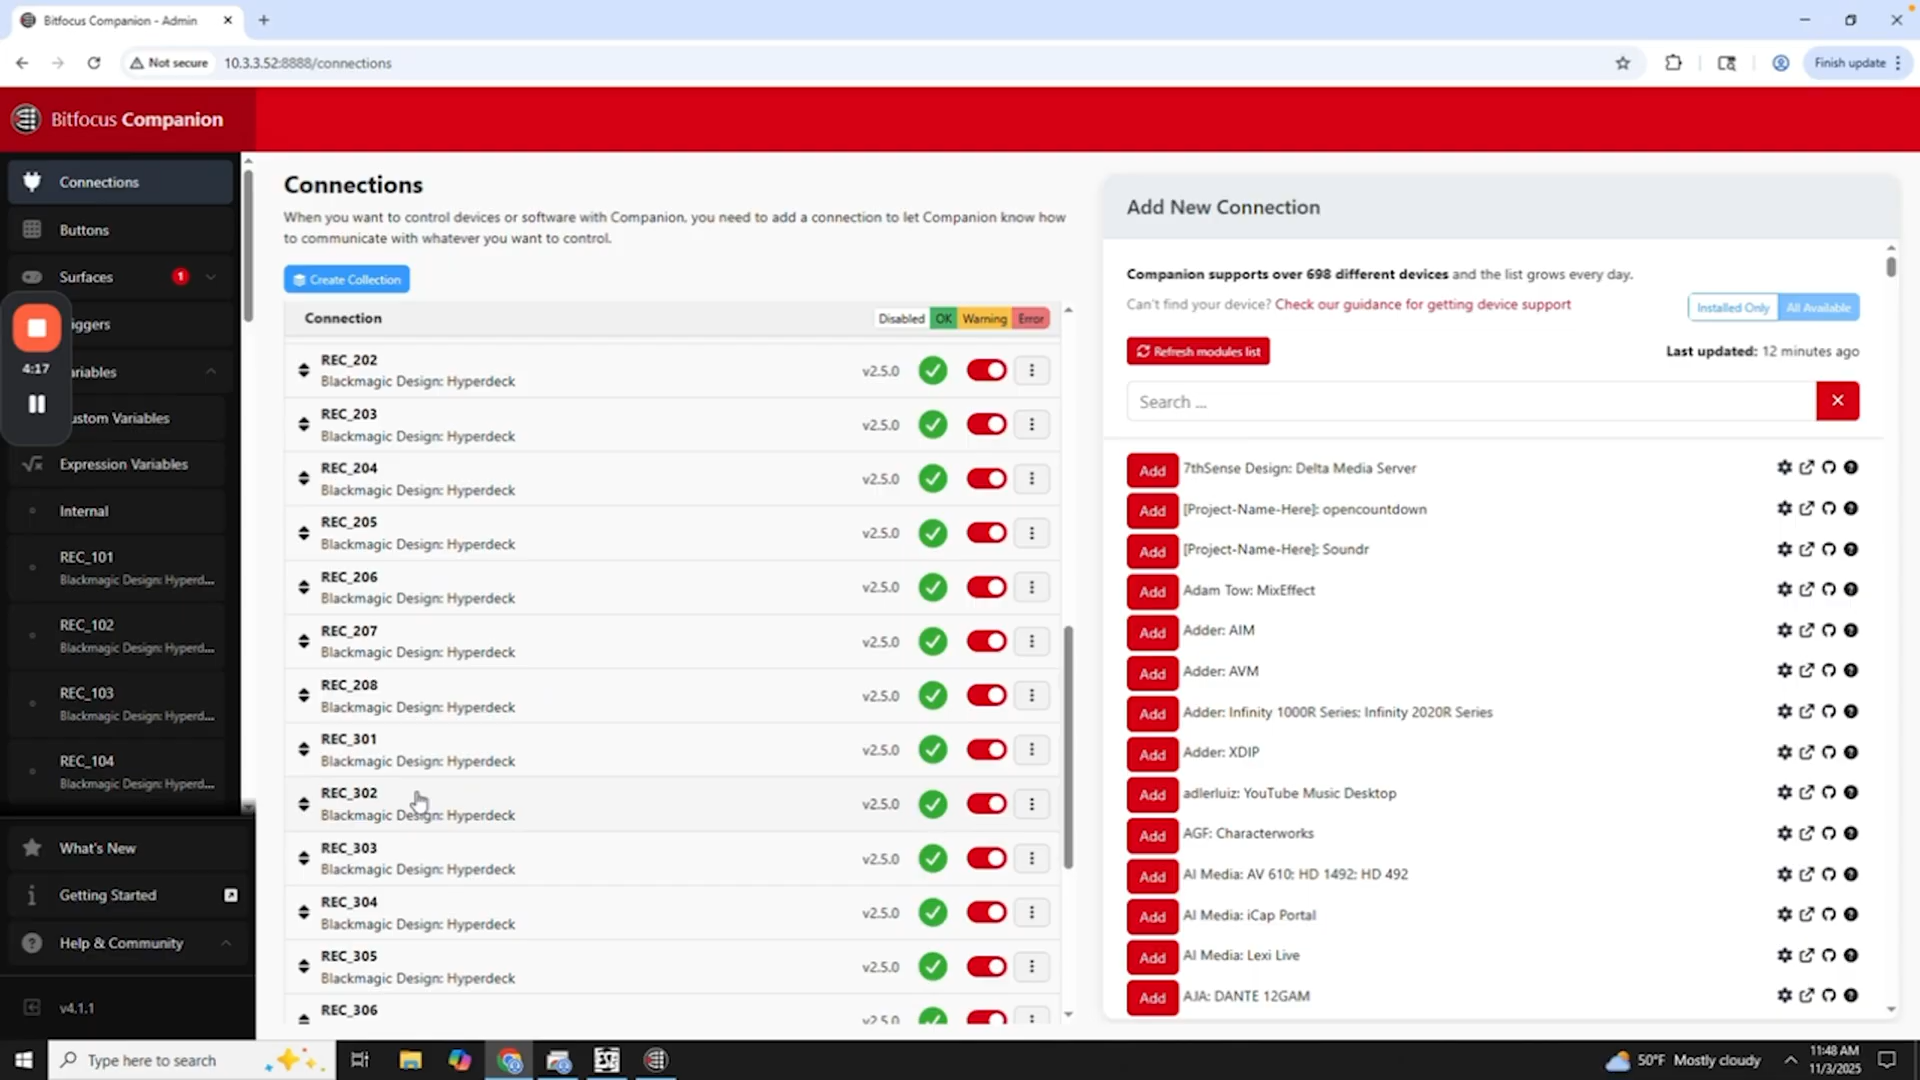 Bitfocus Companion - Admin
Not secure
10.3.3.52:8888/connections
Finish update
Bitfocus Companion
Connections
Buttons
Surfaces
1
iggers
4:17
ariables
ustom Variables
Expression Variables
Internal
REC_101
Blackmagic Design: Hyperd...
REC_102
Blackmagic Design: Hyperd...
REC_103
Blackmagic Design: Hyperd...
REC_104
Blackmagic Design: Hyperd...
What's New
Getting Started
Help & Community
v4.1.1
Connections
When you want to control devices or software with Companion, you need to add a connection to let Companion know how
to communicate with whatever you want to control.
Create Collection
Connection
Disabled OK Warning Error
REC_202
Blackmagic Design: Hyperdeck
v2.5.0
REC_203
Blackmagic Design: Hyperdeck
v2.5.0
REC_204
Blackmagic Design: Hyperdeck
v2.5.0
REC_205
Blackmagic Design: Hyperdeck
v2.5.0
REC_206
Blackmagic Design: Hyperdeck
v2.5.0
REC_207
Blackmagic Design: Hyperdeck
v2.5.0
REC_208
Blackmagic Design: Hyperdeck
v2.5.0
REC_301
Blackmagic Design: Hyperdeck
v2.5.0
REC_302
Blackmagic Design: Hyperdeck
v2.5.0
REC_303
Blackmagic Design: Hyperdeck
v2.5.0
REC_304
Blackmagic Design: Hyperdeck
v2.5.0
REC_305
Blackmagic Design: Hyperdeck
v2.5.0
REC_306
v2.5.0
Add New Connection
Companion supports over 698 different devices and the list grows every day.
Can't find your device? Check our guidance for getting device support
Installed Only All Available
Refresh modules list
Last updated: 12 minutes ago
Search ...
Add 7thSense Design: Delta Media Server
Add [Project-Name-Here]: opencountdown
Add [Project-Name-Here]: Soundr
Add Adam Tow: MixEffect
Add Adder: AIM
Add Adder: AVM
Add Adder: Infinity 1000R Series; Infinity 2020R Series
Add Adder: XDIP
Add adlerluiz: YouTube Music Desktop
Add AGF: Characterworks
Add AI Media: AV 610; HD 1492; HD 492
Add AI Media: iCap Portal
Add AI Media: Lexi Live
Add AJA: DANTE 12GAM
Type here to search
50°F Mostly cloudy
11:48 AM
11/3/2025